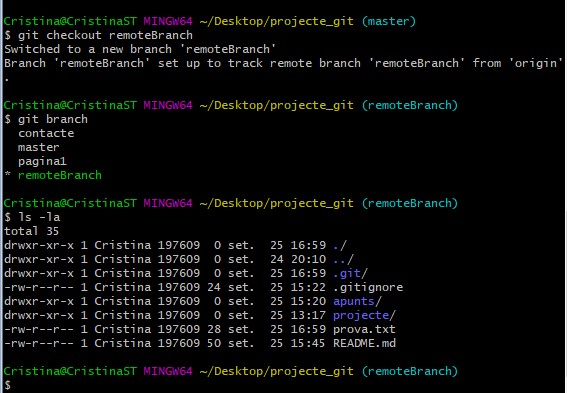 Cristina@CristinaST MINGW64 ~/Desktop/projecte_git (master)
$ git checkout remoteBranch
Switched to a new branch 'remoteBranch'
Branch 'remoteBranch' set up to track remote branch 'remoteBranch' from 'origin'
.
Cristina@CristinaST MINGW64 ~/Desktop/projecte_git (remoteBranch)
$ git branch
  contacte
  master
  pagina1
* remoteBranch
Cristina@CristinaST MINGW64 ~/Desktop/projecte_git (remoteBranch)
$ ls -la
total 35
drwxr-xr-x 1 Cristina 197609  0 set.  25 16:59 ./
drwxr-xr-x 1 Cristina 197609  0 set.  24 20:10 ../
drwxr-xr-x 1 Cristina 197609  0 set.  25 16:59 .git/
-rw-r--r-- 1 Cristina 197609 24 set.  25 15:22 .gitignore
drwxr-xr-x 1 Cristina 197609  0 set.  25 15:20 apunts/
drwxr-xr-x 1 Cristina 197609  0 set.  25 13:17 projecte/
-rw-r--r-- 1 Cristina 197609 28 set.  25 16:59 prova.txt
-rw-r--r-- 1 Cristina 197609 50 set.  25 15:45 README.md
Cristina@CristinaST MINGW64 ~/Desktop/projecte_git (remoteBranch)
$